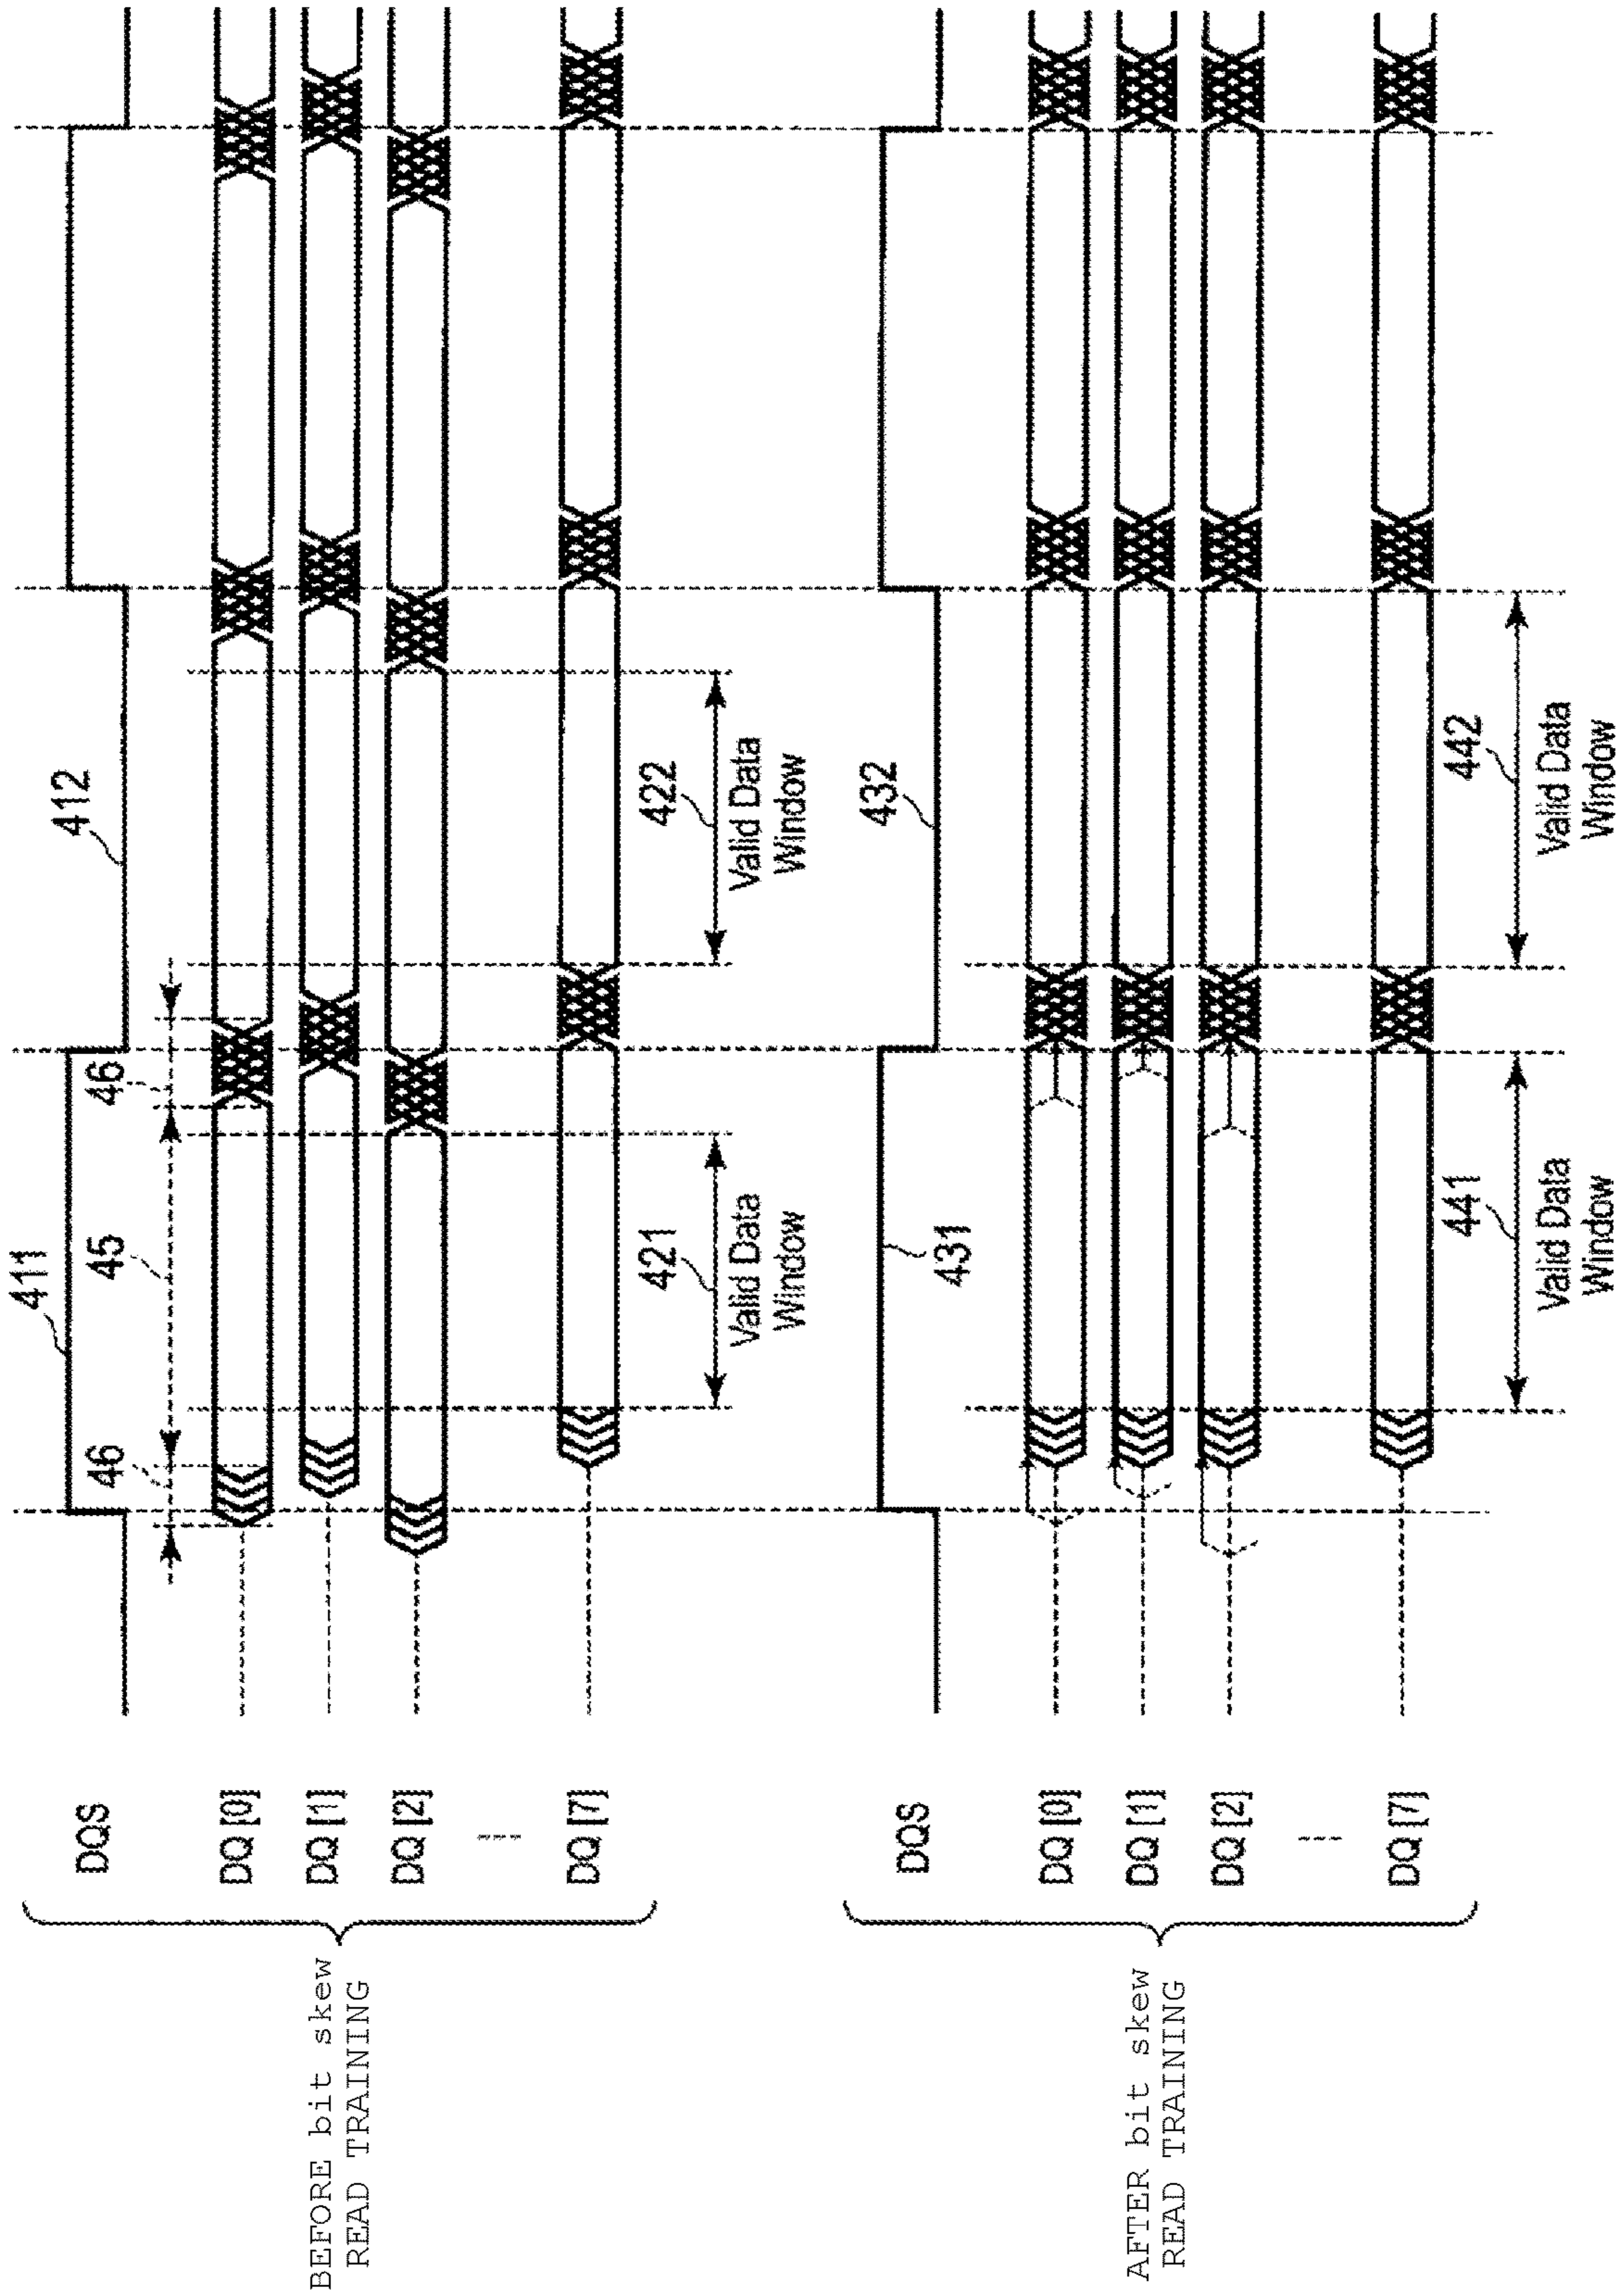 BEFORE bit skew
READ TRAINING
DQS
DQ [0]
DQ [1]
DQ [2]
DQ [7]
411
412
46
45
46
421
Valid Data
Window
422
Valid Data
Window
AFTER bit skew
READ TRAINING
DQS
DQ [0]
DQ [1]
DQ [2]
DQ [7]
431
432
441
Valid Data
Window
442
Valid Data
Window